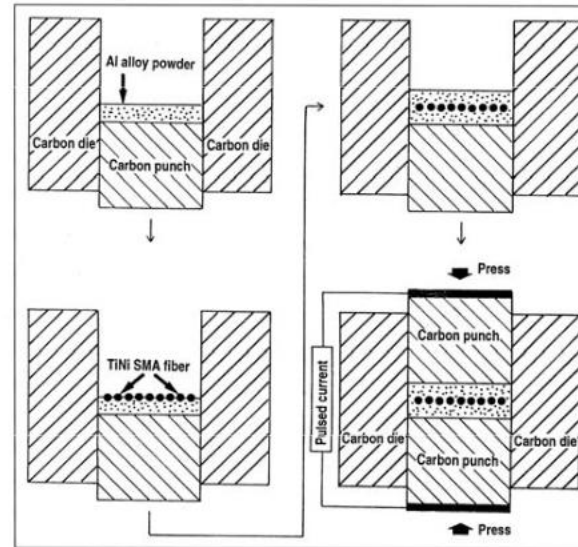 Al alloy powder
Carbon die
Carbon die
Carbon punch
TiNi SMA fiber
Press
Carbon punch
Pulsed current
Carbon die
Carbon die
Carbon punch
Press